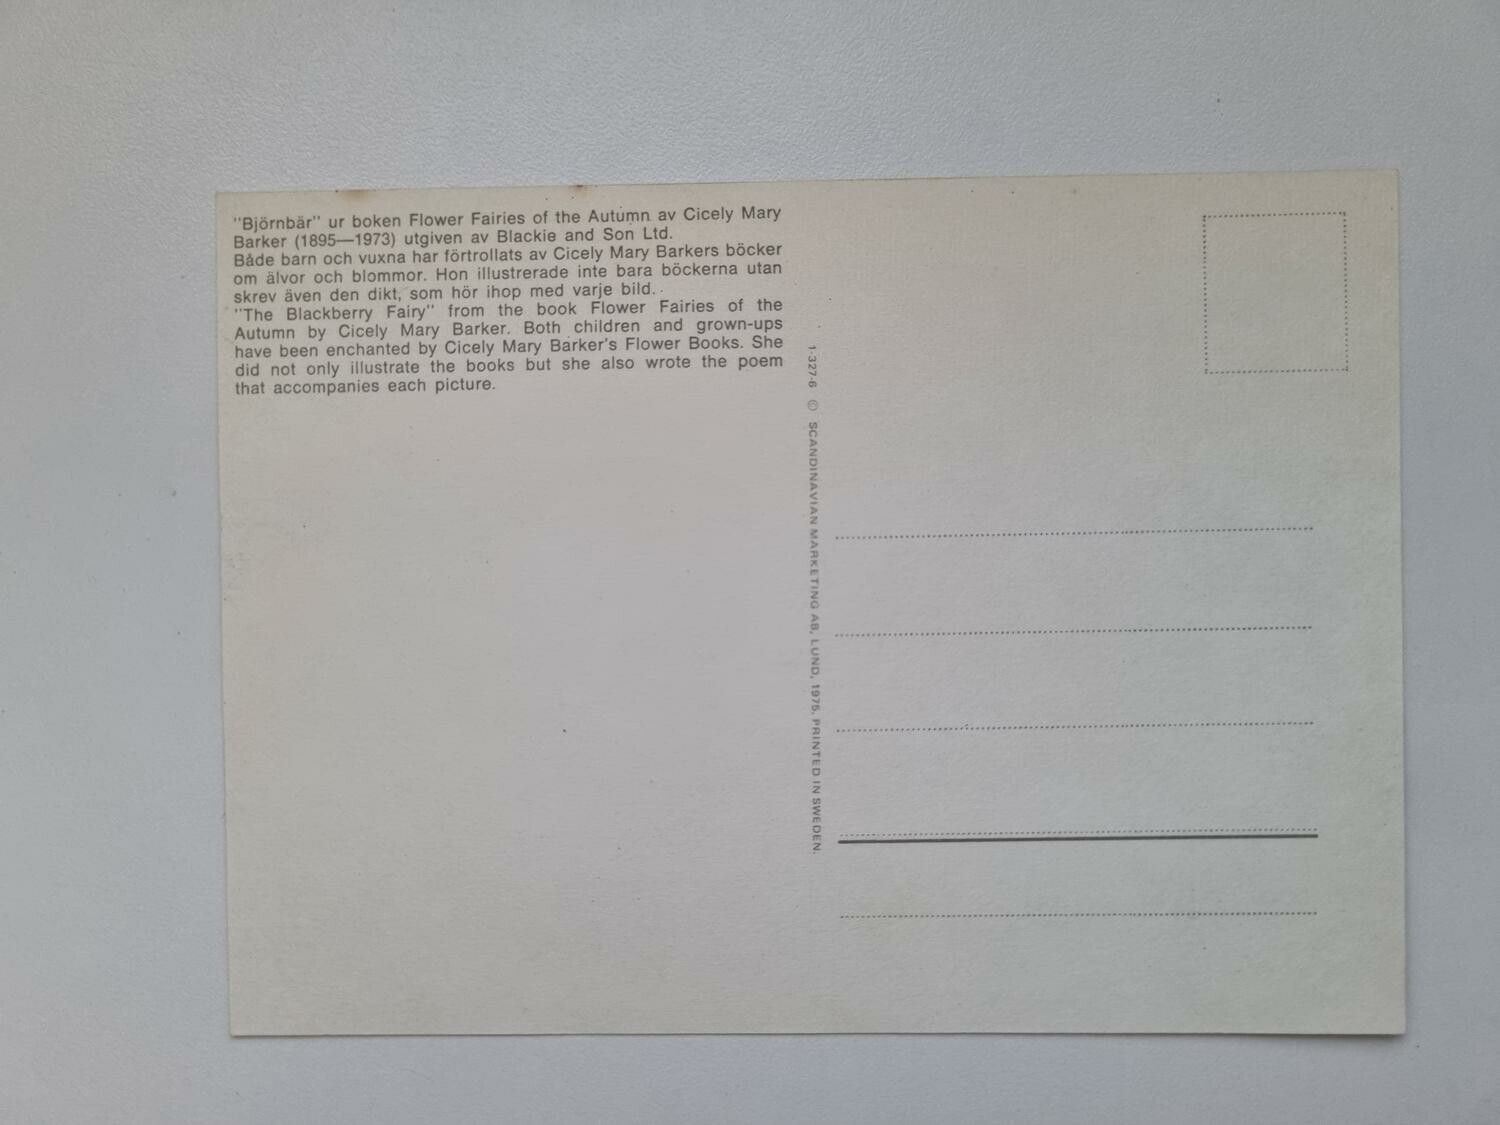 "Björnbär" ur boken Flower Fairies of the Autumn av Cicely Mary
Barker (1895—1973) utgiven av Blackie and Son Ltd.
Både barn och vuxna har förtrollats av Cicely Mary Barkers böcker
om älvor och blommor. Hon illustrerade inte bara böckerna utan
skrev även den dikt, som hör ihop med varje bild.
"The Blackberry Fairy" from the book Flower Fairies of the
Autumn by Cicely Mary Barker. Both children and grown-ups
have been enchanted by Cicely Mary Barker's Flower Books. She
did not only illustrate the books but she also wrote the poem
that accompanies each picture.
1-327-6 © SCANDINAVIAN MARKETING AB, LUND, 1975. PRINTED IN SWEDEN.